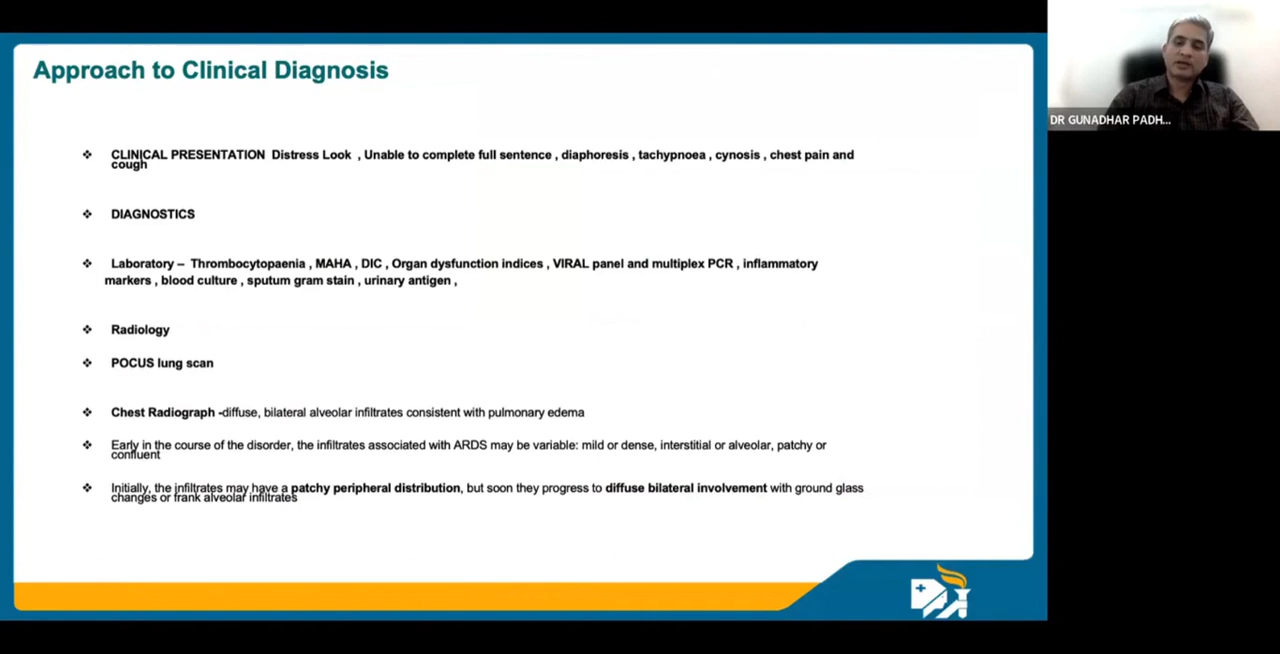 Approach to Clinical Diagnosis
DR GUNADHAR PADH...
❖ CLINICAL PRESENTATION Distress Look , Unable to complete full sentence , diaphoresis , tachypnoea , cynosis , chest pain and
cough
❖ DIAGNOSTICS
❖ Laboratory – Thrombocytopaenia , MAHA , DIC , Organ dysfunction indices , VIRAL panel and multiplex PCR , inflammatory
markers , blood culture , sputum gram stain , urinary antigen ,
❖ Radiology
❖ POCUS lung scan
❖ Chest Radiograph -diffuse, bilateral alveolar infiltrates consistent with pulmonary edema
❖ Early in the course of the disorder, the infiltrates associated with ARDS may be variable: mild or dense, interstitial or alveolar, patchy or
confluent
❖ Initially, the infiltrates may have a patchy peripheral distribution, but soon they progress to diffuse bilateral involvement with ground glass
changes or frank alveolar infiltrates